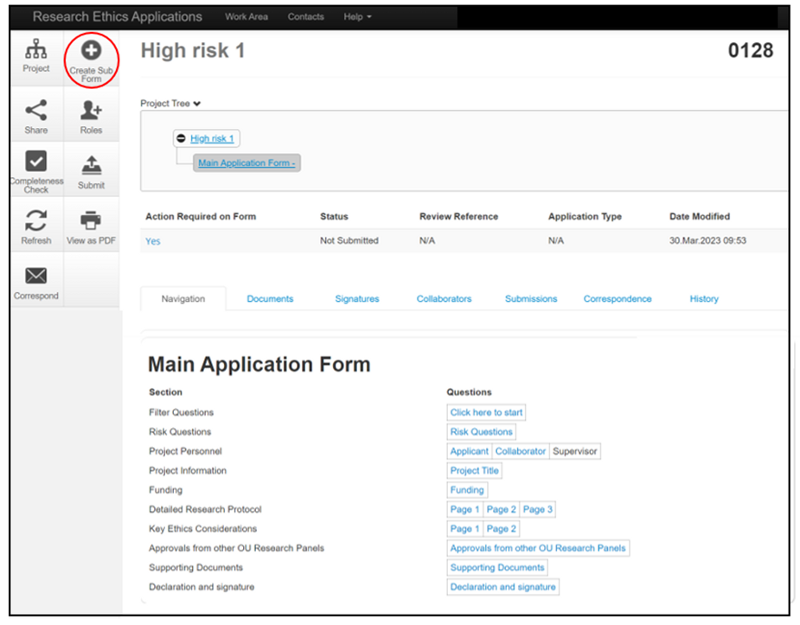 Research Ethics Applications Work Area Contacts Help
Project
Create Sub
Form
Share
Roles
Completeness
Check
Submit
Refresh
View as PDF
Correspond
High risk 1 0128
Project Tree
High risk 1
Main Application Form -
Action Required on Form Status Review Reference Application Type Date Modified
Yes Not Submitted N/A N/A 30.Mar.2023 09:53
Navigation Documents Signatures Collaborators Submissions Correspondence History
Main Application Form
Section Questions
Filter Questions Click here to start
Risk Questions Risk Questions
Project Personnel Applicant Collaborator Supervisor
Project Information Project Title
Funding Funding
Detailed Research Protocol Page 1 Page 2 Page 3
Key Ethics Considerations Page 1 Page 2
Approvals from other OU Research Panels Approvals from other OU Research Panels
Supporting Documents Supporting Documents
Declaration and signature Declaration and signature